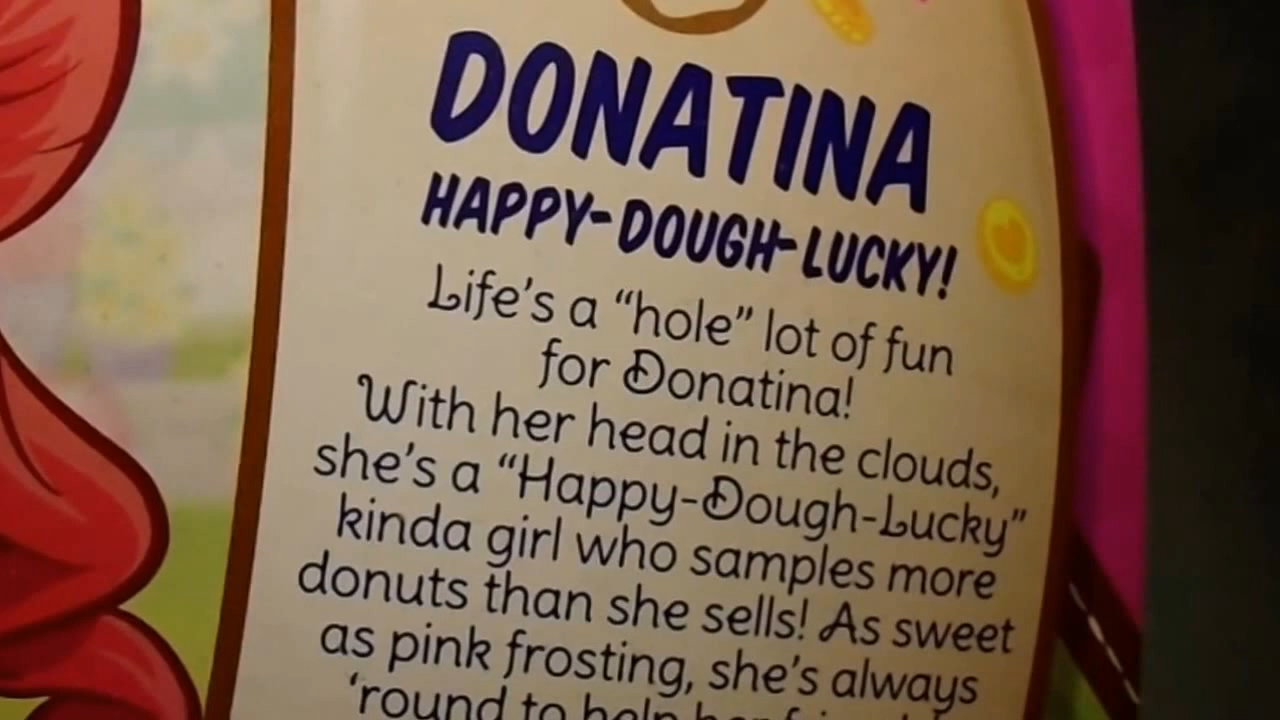 DONATINA
HAPPY-DOUGH-LUCKY!
Life's a "hole" lot of fun
for Donatina!
With her head in the clouds,
she's a "Happy-Dough-Lucky"
kinda girl who samples more
donuts than she sells! As sweet
as pink frosting, she's always
'round to help her